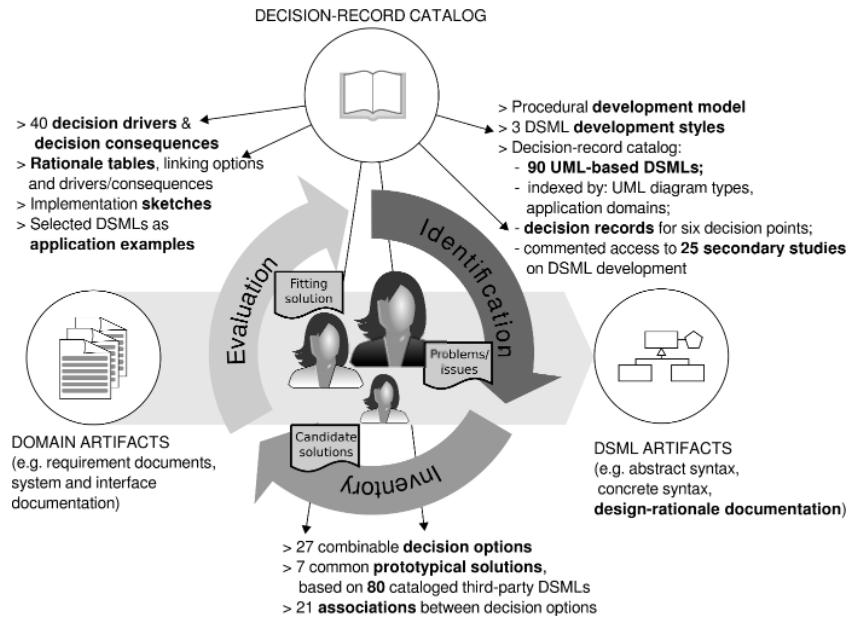 DECISION-RECORD CATALOG
> 40 decision drivers &
decision consequences
> Rationale tables, linking options
and drivers/consequences
> Implementation sketches
> Selected DSMLs as
application examples
> Procedural development model
> 3 DSML development styles
> Decision-record catalog:
- 90 UML-based DSMLs;
- indexed by: UML diagram types,
application domains;
- decision records for six decision points;
- commented access to 25 secondary studies
on DSML development
Evaluation
Identification
Fitting
solution
Problems/
issues
Candidate
solutions
Inventory
DOMAIN ARTIFACTS
(e.g. requirement documents,
system and interface
documentation)
DSML ARTIFACTS
(e.g. abstract syntax,
concrete syntax,
design-rationale documentation)
> 27 combinable decision options
> 7 common prototypical solutions,
based on 80 cataloged third-party DSMLs
> 21 associations between decision options